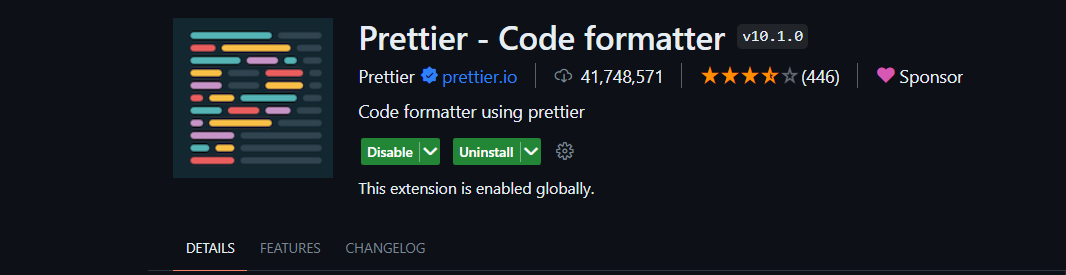 Prettier - Code formatter v10.1.0
Prettier prettier.io 41,748,571 (446) Sponsor
Code formatter using prettier
Disable Uninstall
This extension is enabled globally.
DETAILS FEATURES CHANGELOG